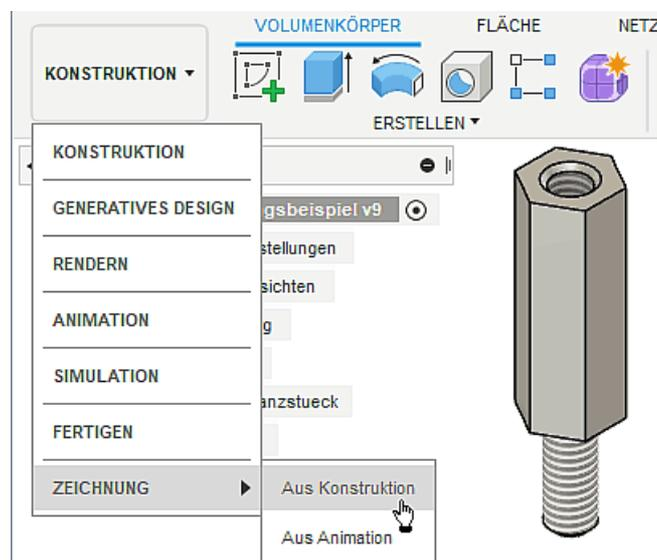 VOLUMENKÖRPER FLÄCHE NETZ
KONSTRUKTION
ERSTELLEN
KONSTRUKTION
GENERATIVES DESIGN
gsbeispiel v9
stellungen
RENDERN
sichten
ANIMATION
g
SIMULATION
anzstueck
FERTIGEN
ZEICHNUNG
Aus Konstruktion
Aus Animation